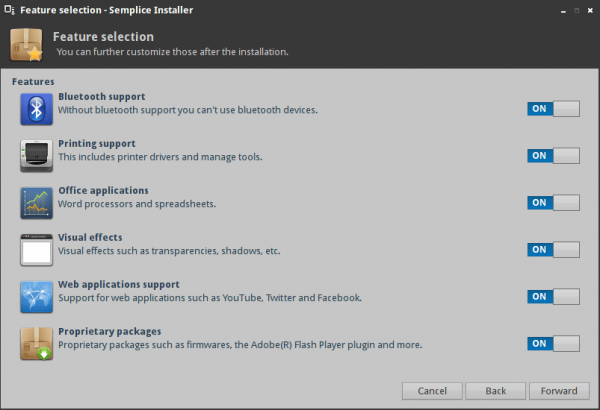 Feature selection - Semplice Installer
Feature selection
You can further customize those after the installation.
Features
Bluetooth support
Without bluetooth support you can't use bluetooth devices.
ON
Printing support
This includes printer drivers and manage tools.
ON
Office applications
Word processors and spreadsheets.
ON
Visual effects
Visual effects such as transparencies, shadows, etc.
ON
Web applications support
Support for web applications such as YouTube, Twitter and Facebook.
ON
Proprietary packages
Proprietary packages such as firmwares, the Adobe(R) Flash Player plugin and more.
ON
Cancel
Back
Forward